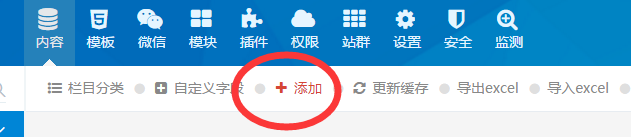 内容 模板 微信 模块 插件 权限 站群 设置 安全 监测
栏目分类 自定义字段 添加 更新缓存 导出excel 导入excel